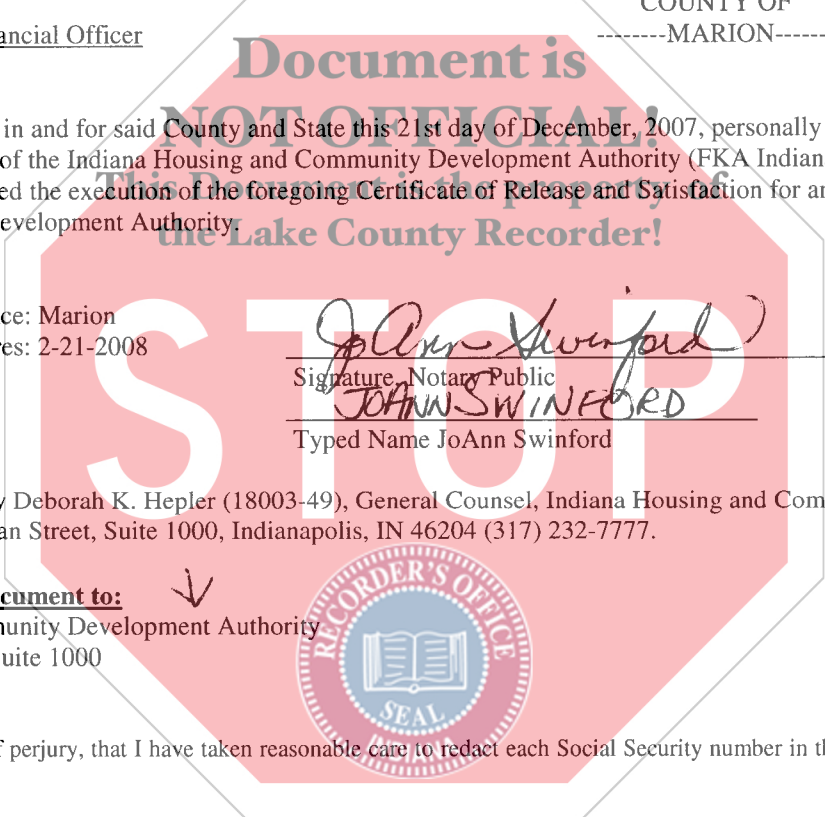 COUNTY OF
ancial Officer --------MARION------
Document is
NOT OFFICIAL!
This Document is the property of
the Lake County Recorder!
in and for said County and State this 21st day of December, 2007, personally
of the Indiana Housing and Community Development Authority (FKA Indian
ed the execution of the foregoing Certificate of Release and Satisfaction for an
evelopment Authority.
STOP
ce: Marion
res: 2-21-2008
JoAnn Swinford
Signature, Notary Public
JOANN SWINFORD
Typed Name JoAnn Swinford
y Deborah K. Hepler (18003-49), General Counsel, Indiana Housing and Com
an Street, Suite 1000, Indianapolis, IN 46204 (317) 232-7777.
cument to:
munity Development Authority
uite 1000
RECORDER'S OFFICE
SEAL
INDIANA
f perjury, that I have taken reasonable care to redact each Social Security number in th